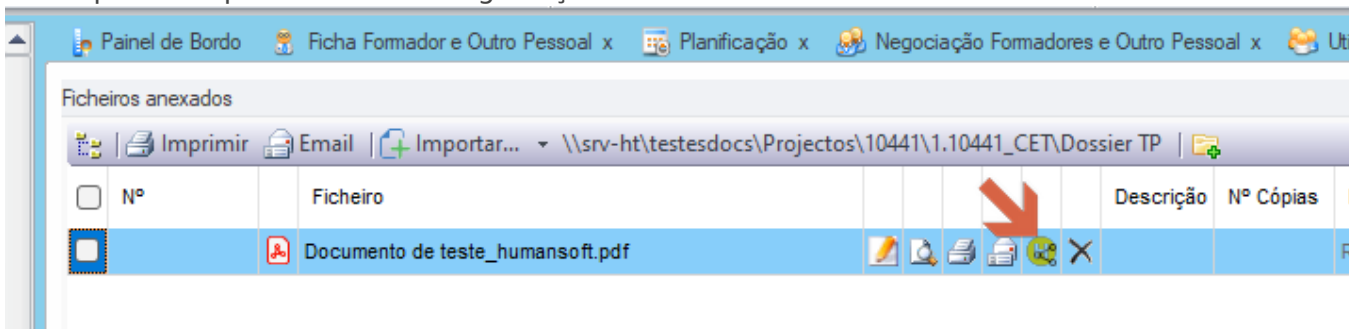 Painel de Bordo Ficha Formador e Outro Pessoal x Planificação x Negociação Formadores e Outro Pessoal x Uti
Ficheiros anexados
Imprimir Email Importar... \\srv-ht\testesdocs\Projectos\10441\1.10441_CET\Dossier TP
Nº Ficheiro Descrição Nº Cópias
Documento de teste_humansoft.pdf